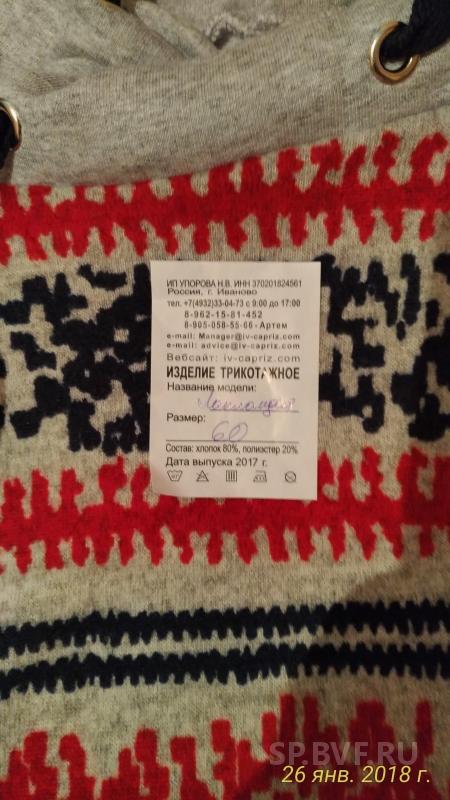 ИП УПОРОВА Н.В. ИНН 370201824561
Россия, г. Иваново
тел. +7(4932)33-04-73 с 9:00 до 17:00
8-962-15-81-452
8-905-058-55-66 - Артем
e-mail: Manager@iv-capriz.com
e-mail: advice@iv-capriz.com
Вебсайт: iv-capriz.com
ИЗДЕЛИЕ ТРИКОТАЖНОЕ
Название модели:
Размер:
60
Состав: хлопок 80%, полиэстер 20%
Дата выпуска 2017 г.
SP.BVF.RU
26 янв. 2018 г.